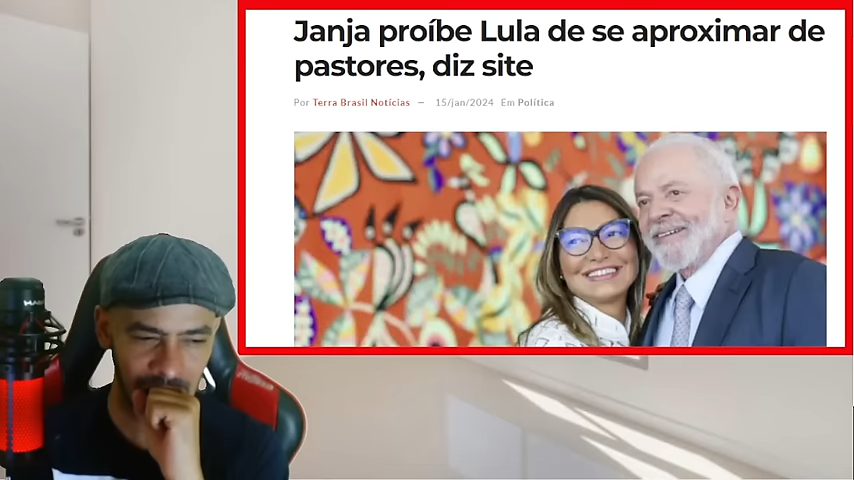 Janja proíbe Lula de se aproximar de
pastores, diz site
Por Terra Brasil Notícias — 15/jan/2024 Em Política